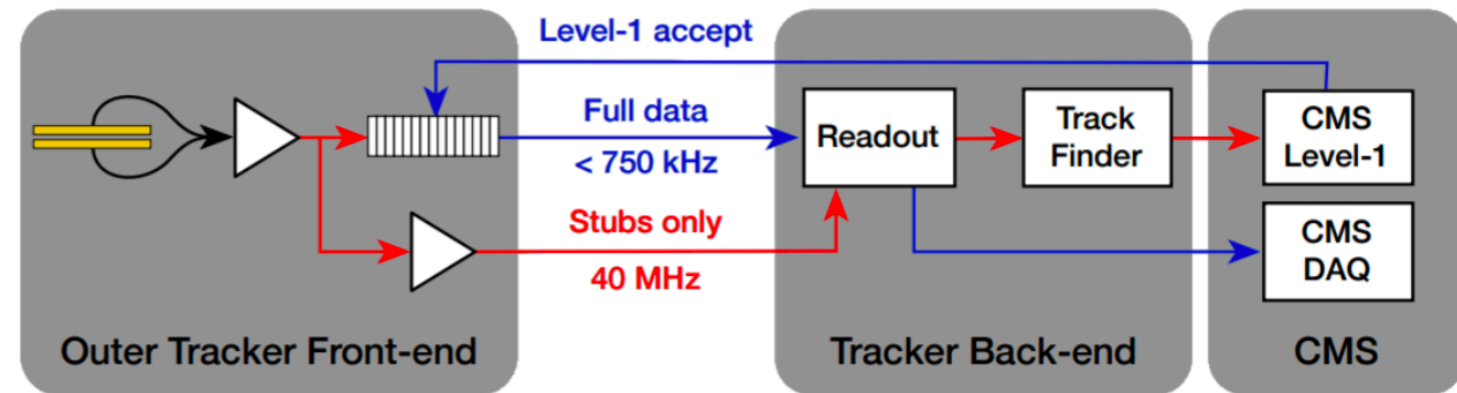 Level-1 accept
Full data
< 750 kHz
Stubs only
40 MHz
Readout
Track
Finder
CMS
Level-1
CMS
DAQ
Outer Tracker Front-end
Tracker Back-end
CMS